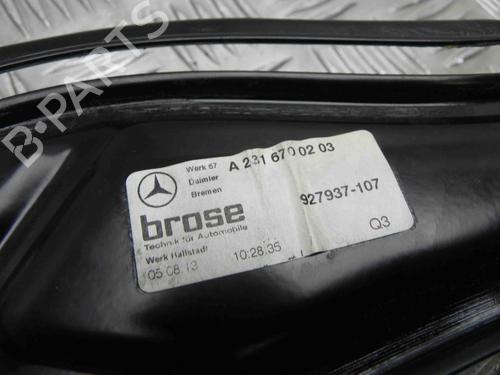 B-PARTS
Werk 67
Daimler
Bremen
A 231 670 02 03
927937-107
brose
Technik für Automobile
Werk Hallstadt
Q3
05.08.13
10:28:35